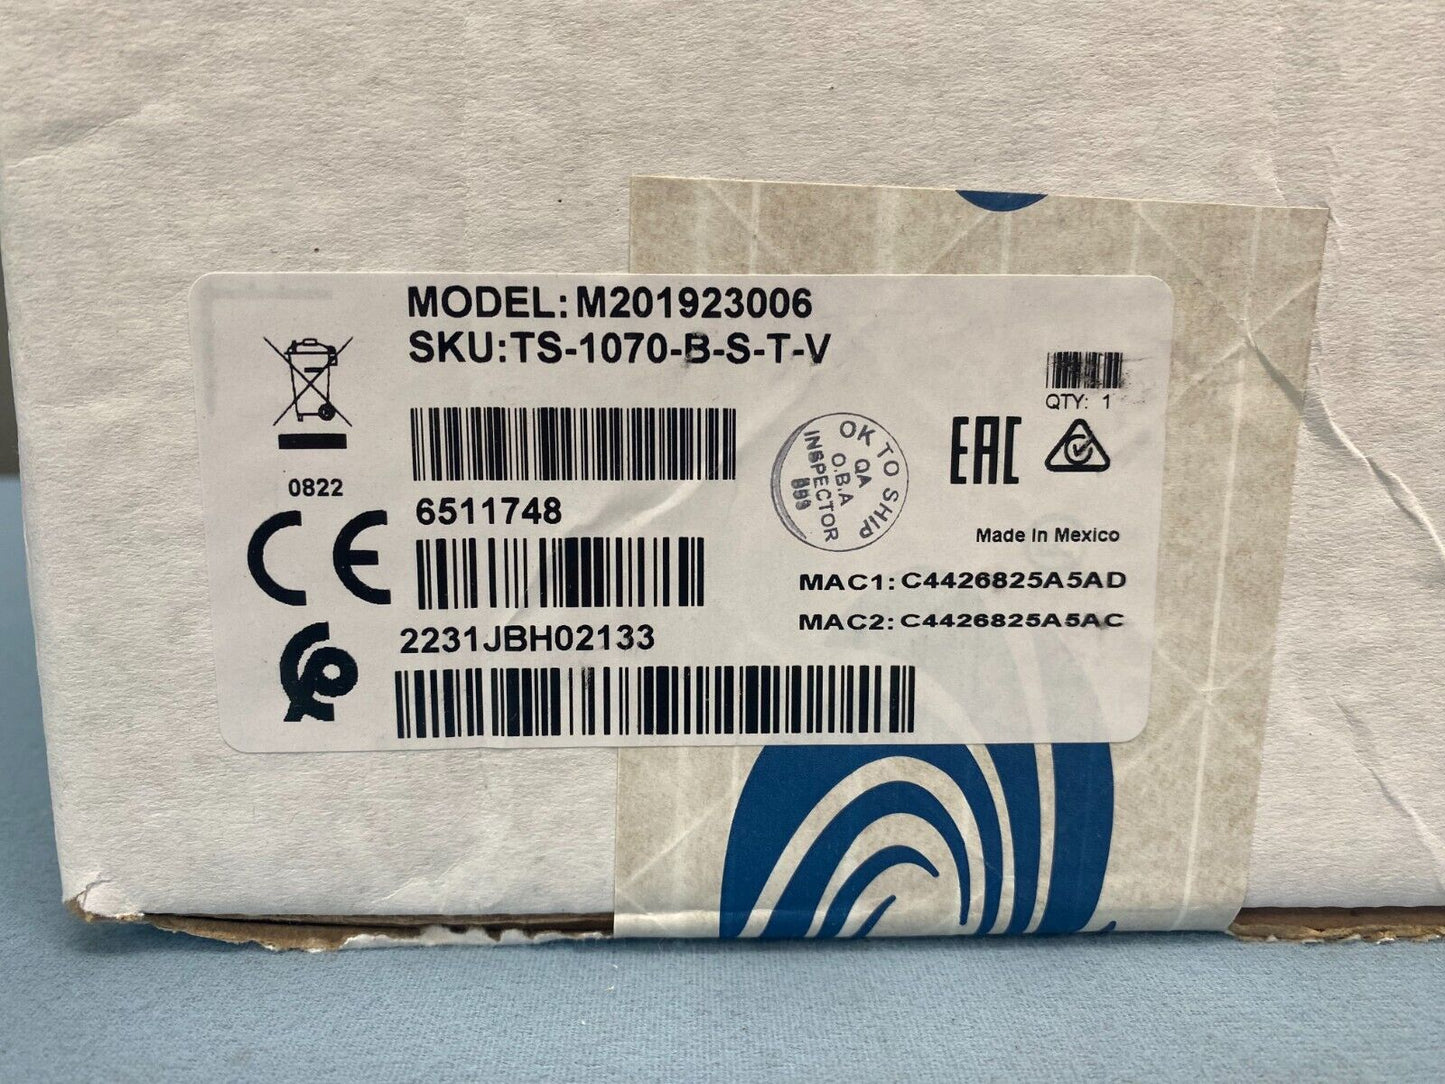 MODEL: M201923006
SKU: TS-1070-B-S-T-V
QTY: 1
0822
6511748
CE
EAC
OK TO SHIP
QA
O.B.A
INSPECTOR
Made In Mexico
MAC1: C4426825A5AD
MAC2: C4426825A5AC
2231JBH02133